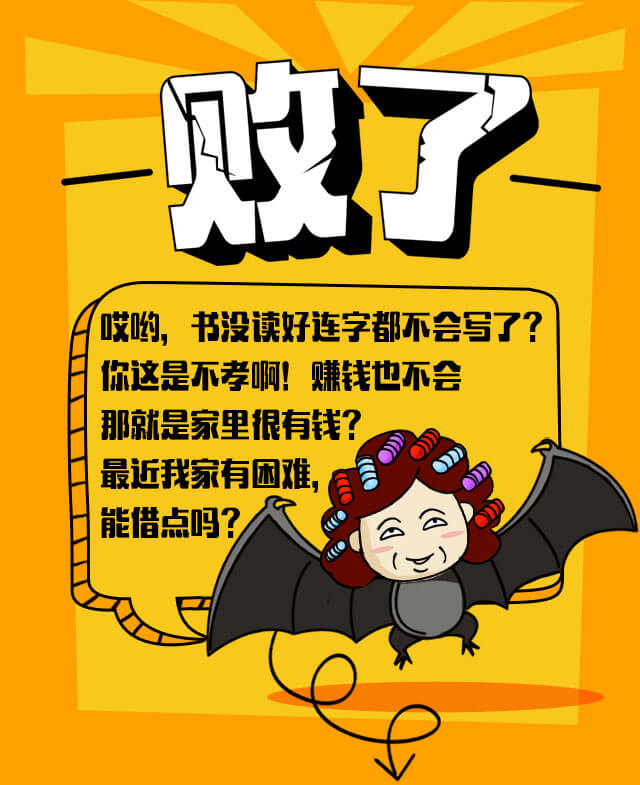 败了
哎哟，书没读好连字都不会写了？
你这是不孝啊！赚钱也不会
那就是家里很有钱？
最近我家有困难，
能借点吗？